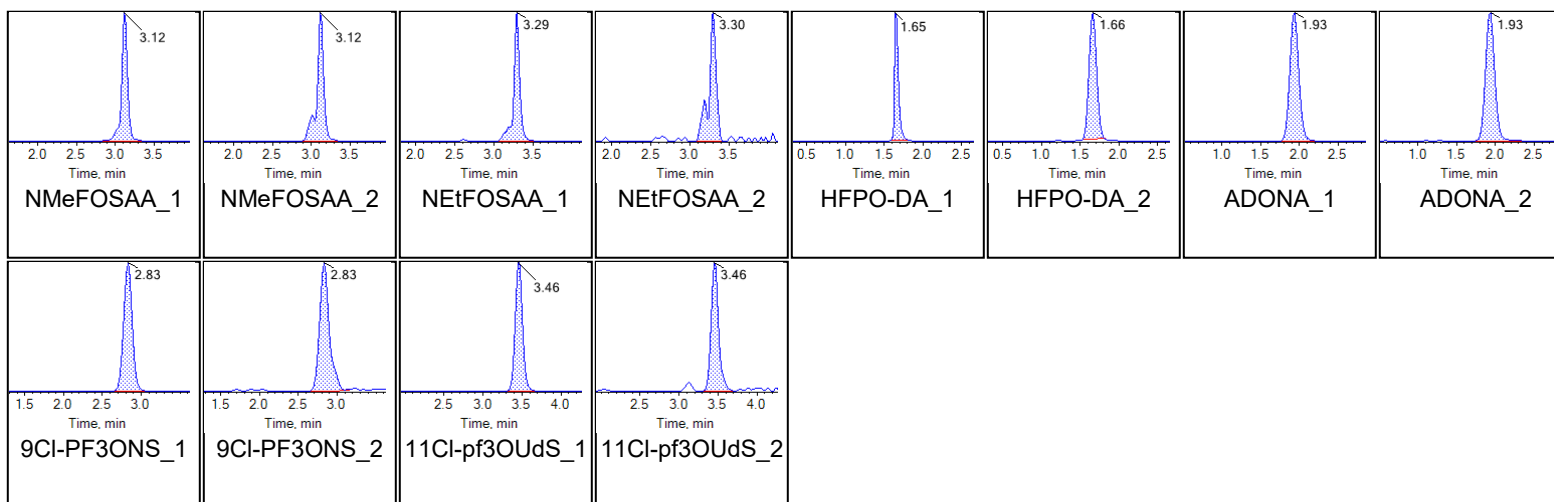 3.12 3.12 3.29 3.30 1.65 1.66 1.93 1.93
2.0 2.5 3.0 3.5 2.0 2.5 3.0 3.5 2.0 2.5 3.0 3.5 2.0 2.5 3.0 3.5 0.5 1.0 1.5 2.0 2.5 0.5 1.0 1.5 2.0 2.5 1.0 1.5 2.0 2.5 1.0 1.5 2.0 2.5
Time, min Time, min Time, min Time, min Time, min Time, min Time, min Time, min
NMeFOSAA_1 NMeFOSAA_2 NEtFOSAA_1 NEtFOSAA_2 HFPO-DA_1 HFPO-DA_2 ADONA_1 ADONA_2
2.83 2.83 3.46 3.46
1.5 2.0 2.5 3.0 1.5 2.0 2.5 3.0 2.5 3.0 3.5 4.0 2.5 3.0 3.5 4.0
Time, min Time, min Time, min Time, min
9Cl-PF3ONS_1 9Cl-PF3ONS_2 11Cl-pf3OUdS_1 11Cl-pf3OUdS_2